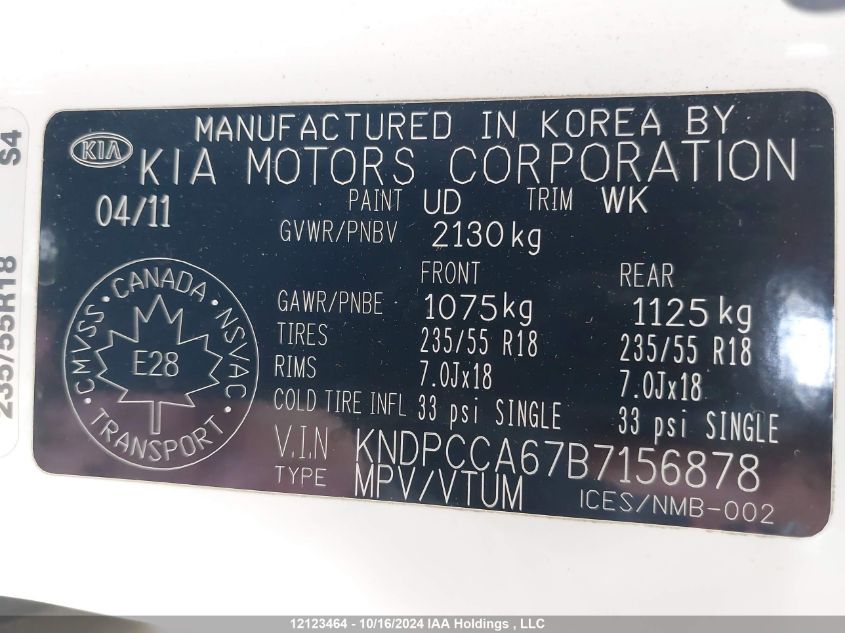 S4
235/55R18
MANUFACTURED IN KOREA BY
KIA KIA MOTORS CORPORATION
04/11 PAINT UD TRIM WK
GVWR/PNBV 2130kg
FRONT REAR
GAWR/PNBE 1075kg 1125kg
TIRES 235/55 R18 235/55 R18
RIMS 7.0Jx18 7.0Jx18
COLD TIRE INFL 33 psi SINGLE 33 psi SINGLE
V.I.N KNDPCCA67B7156878
TYPE MPV/VTUM
ICES/NMB-002
CANADA · NSVAC · TRANSPORT · CMVSS ·
E28
12123464 - 10/16/2024 IAA Holdings , LLC